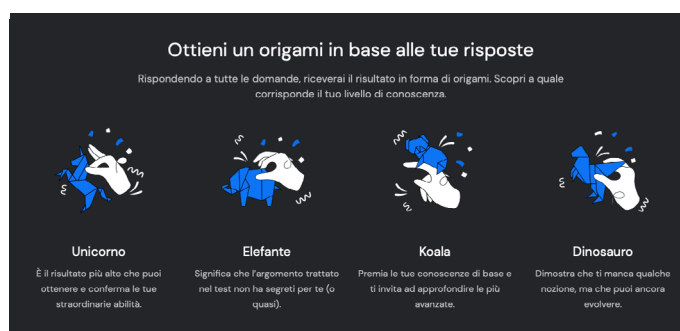 Ottieni un origami in base alle tue risposte
Rispondendo a tutte le domande, riceverai il risultato in forma di origami. Scopri a quale
corrisponde il tuo livello di conoscenza.
Unicorno
È il risultato più alto che puoi
ottenere e conferma le tue
straordinarie abilità.
Elefante
Significa che l'argomento trattato
nel test non ha segreti per te (o
quasi).
Koala
Premia le tue conoscenze di base e
ti invita ad approfondire le più
avanzate.
Dinosauro
Dimostra che ti manca qualche
nozione, ma che puoi ancora
evolvere.